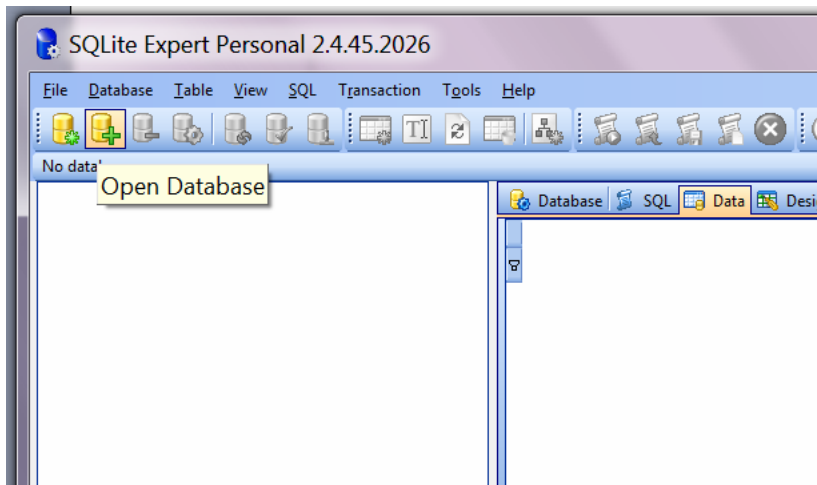 SQLite Expert Personal 2.4.45.2026
File Database Table View SQL Transaction Tools Help
No
Open Database
Database SQL Data